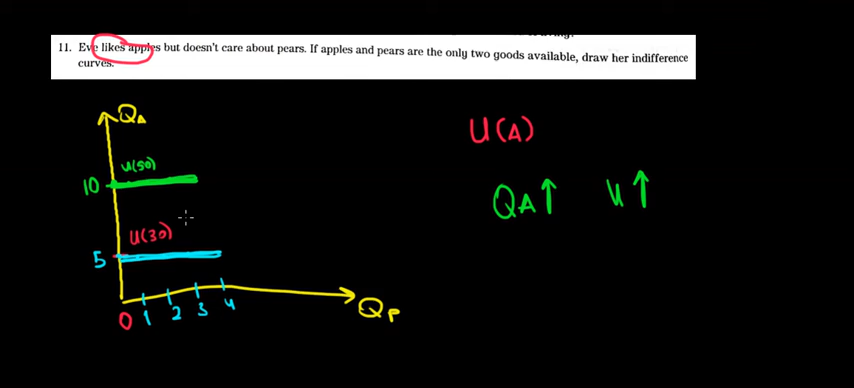 11. Eve likes apples but doesn't care about pears. If apples and pears are the only two goods available, draw her indifference
curves.
QA
U(A)
U(50)
10
QA↑ U↑
U(30)
5
0 1 2 3 4
QP